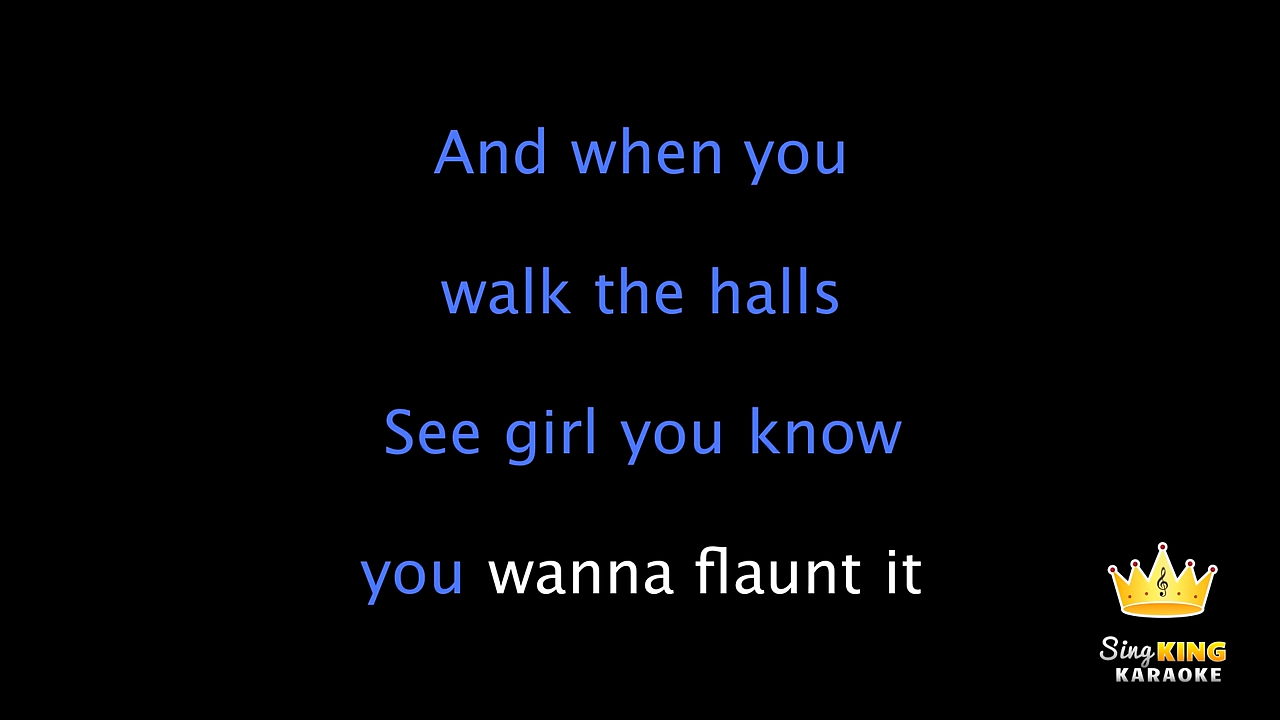 And when you
walk the halls
See girl you know
you wanna flaunt it
Sing KING
KARAOKE